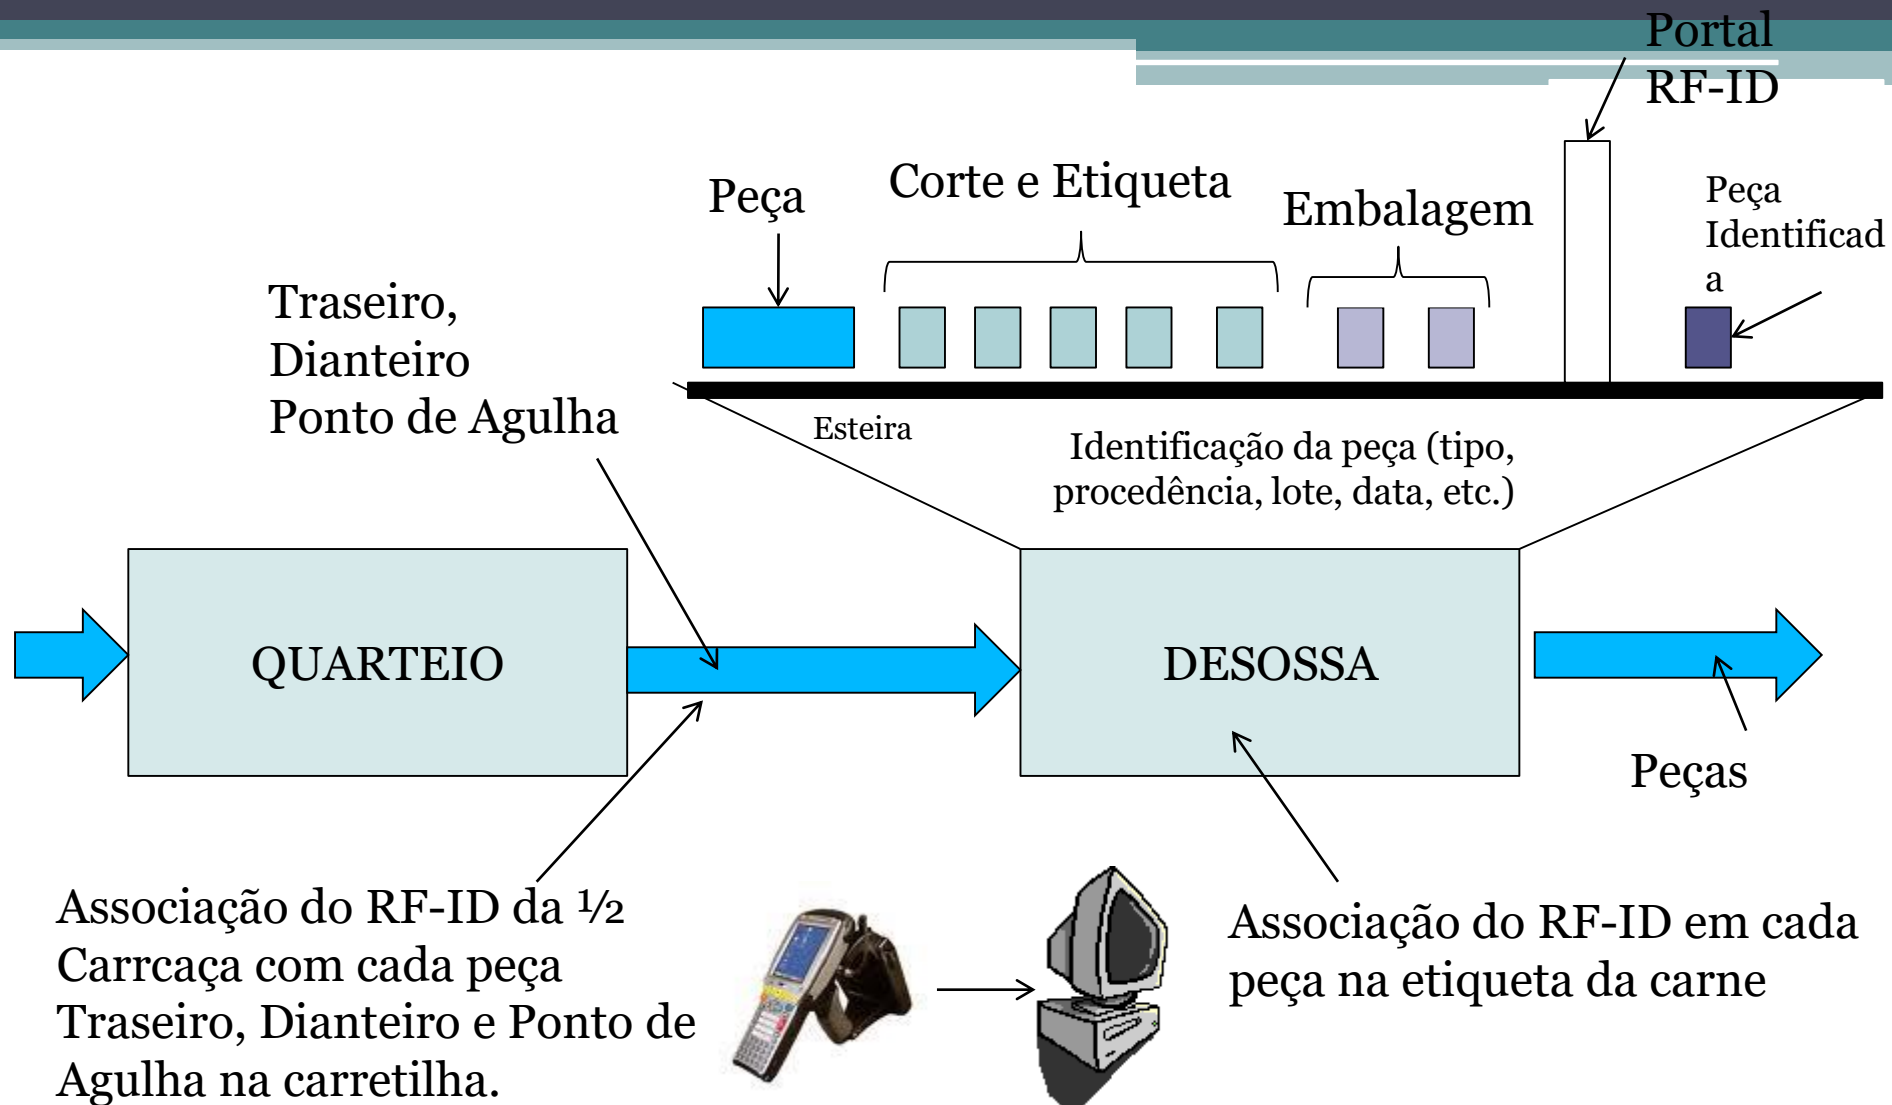 Portal
RF-ID
Peça
Corte e Etiqueta
Embalagem
Peça
Identificad
a
Traseiro,
Dianteiro
Ponto de Agulha
Esteira
Identificação da peça (tipo,
procedência, lote, data, etc.)
QUARTEIO
DESOSSA
Peças
Associação do RF-ID da ½
Carrcaça com cada peça
Traseiro, Dianteiro e Ponto de
Agulha na carretilha.
Associação do RF-ID em cada
peça na etiqueta da carne